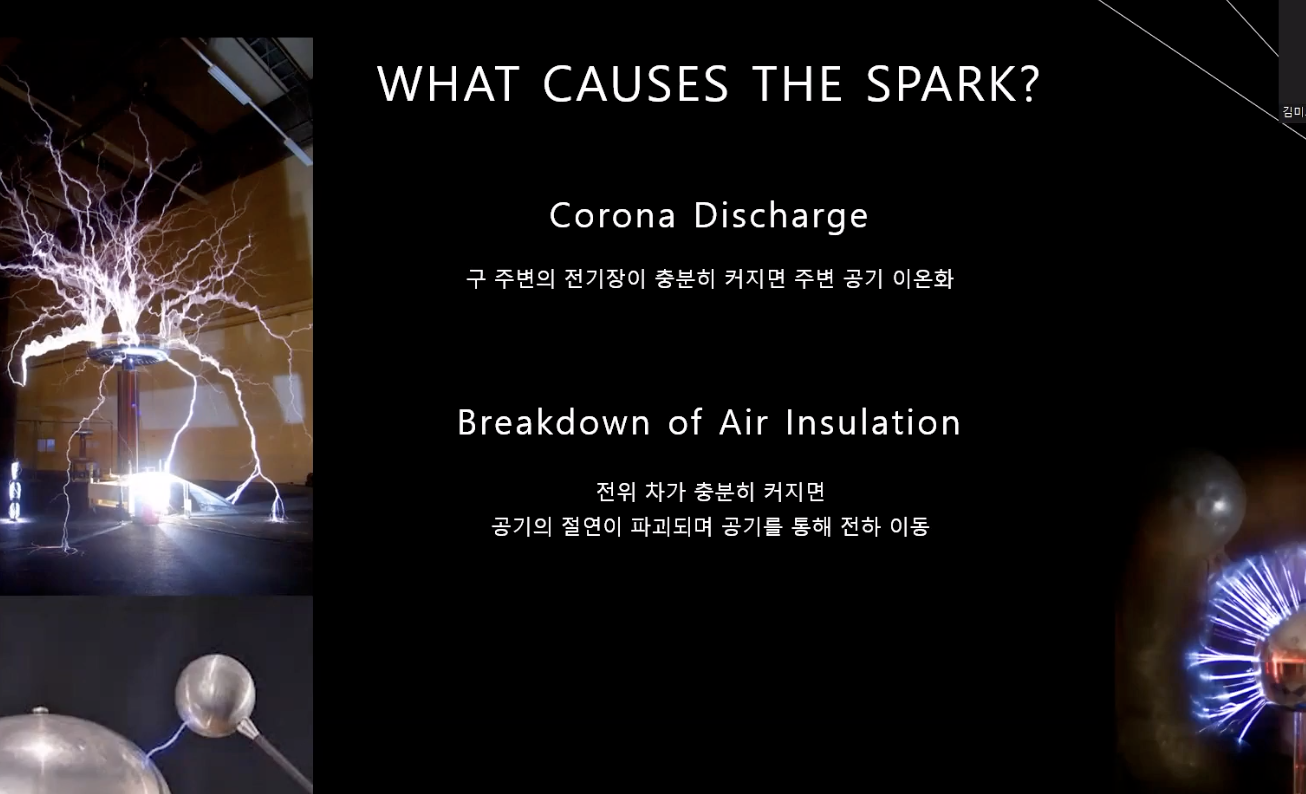 WHAT CAUSES THE SPARK?
김미
Corona Discharge
구 주변의 전기장이 충분히 커지면 주변 공기 이온화
Breakdown of Air Insulation
전위 차가 충분히 커지면
공기의 절연이 파괴되며 공기를 통해 전하 이동